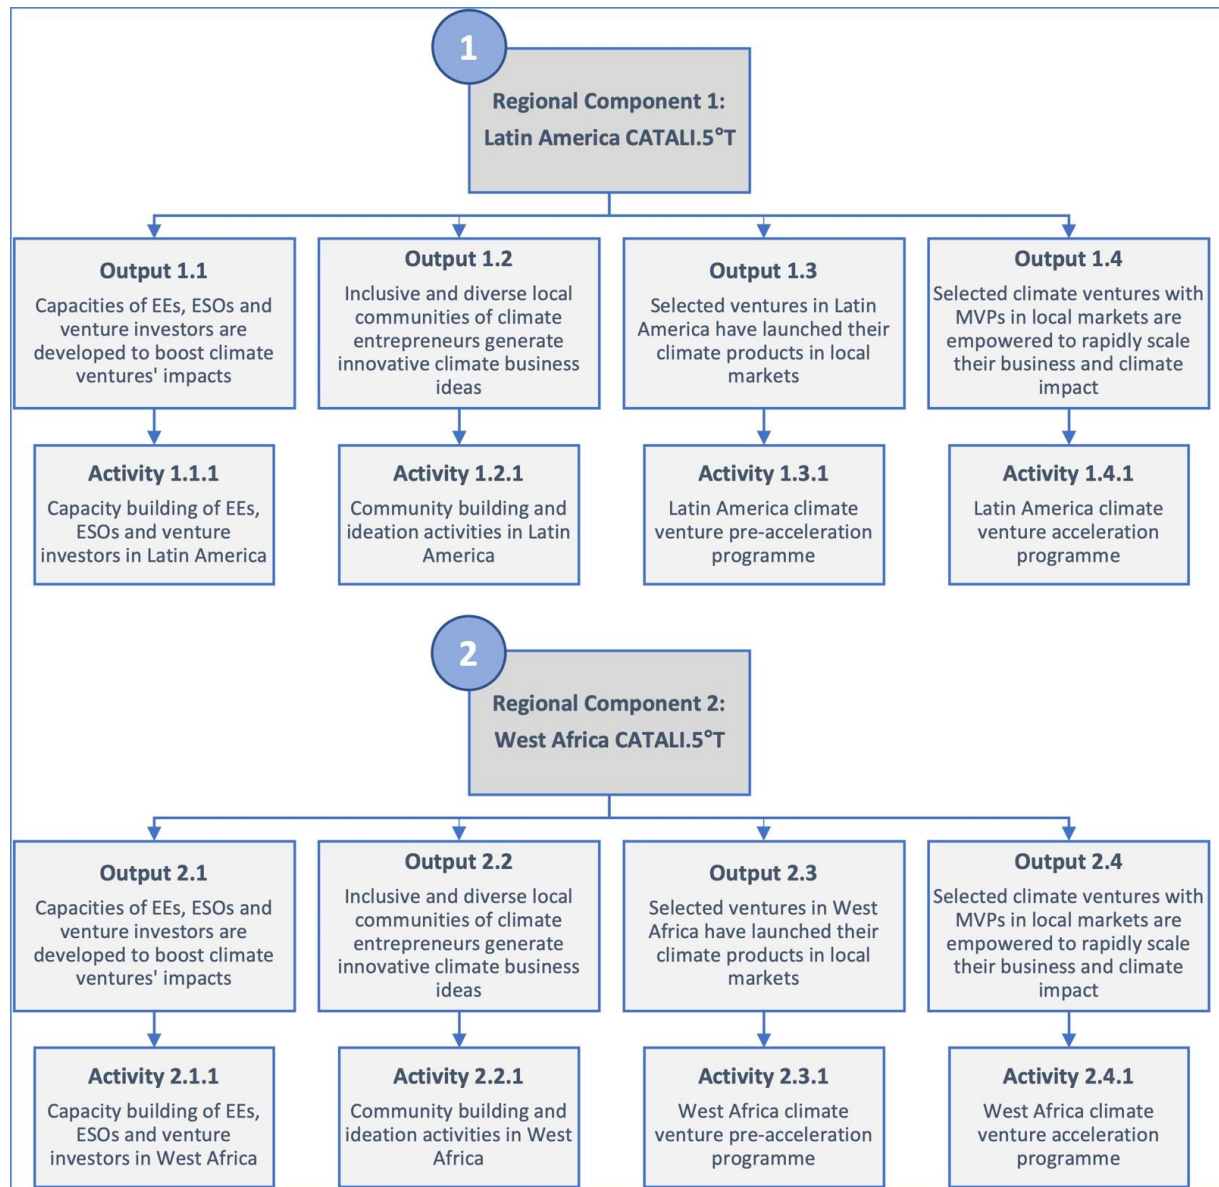 1
Regional Component 1:
Latin America CATALI.5°T
Output 1.1
Capacities of EEs, ESOs and
venture investors are
developed to boost climate
ventures' impacts
Output 1.2
Inclusive and diverse local
communities of climate
entrepreneurs generate
innovative climate business
ideas
Output 1.3
Selected ventures in Latin
America have launched their
climate products in local
markets
Output 1.4
Selected climate ventures with
MVPs in local markets are
empowered to rapidly scale
their business and climate
impact
Activity 1.1.1
Capacity building of EEs,
ESOs and venture
investors in Latin America
Activity 1.2.1
Community building and
ideation activities in Latin
America
Activity 1.3.1
Latin America climate
venture pre-acceleration
programme
Activity 1.4.1
Latin America climate
venture acceleration
programme
2
Regional Component 2:
West Africa CATALI.5°T
Output 2.1
Capacities of EEs, ESOs and
venture investors are
developed to boost climate
ventures' impacts
Output 2.2
Inclusive and diverse local
communities of climate
entrepreneurs generate
innovative climate business
ideas
Output 2.3
Selected ventures in West
Africa have launched their
climate products in local
markets
Output 2.4
Selected climate ventures with
MVPs in local markets are
empowered to rapidly scale
their business and climate
impact
Activity 2.1.1
Capacity building of EEs,
ESOs and venture
investors in West Africa
Activity 2.2.1
Community building and
ideation activities in West
Africa
Activity 2.3.1
West Africa climate
venture pre-acceleration
programme
Activity 2.4.1
West Africa climate
venture acceleration
programme